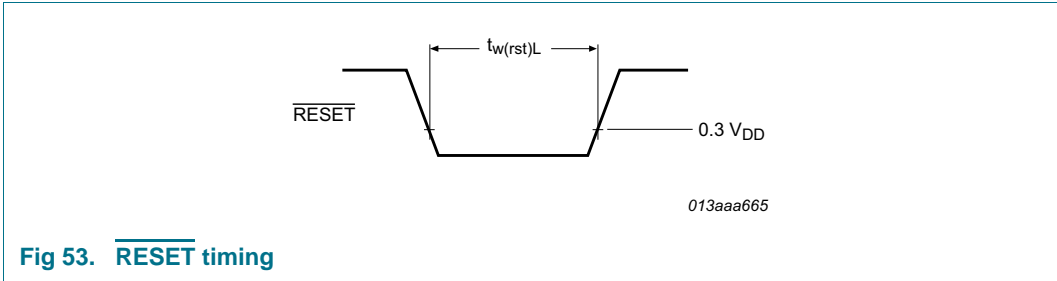 tw(rst)L
RESET
0.3 VDD
013aaa665
Fig 53. RESET timing